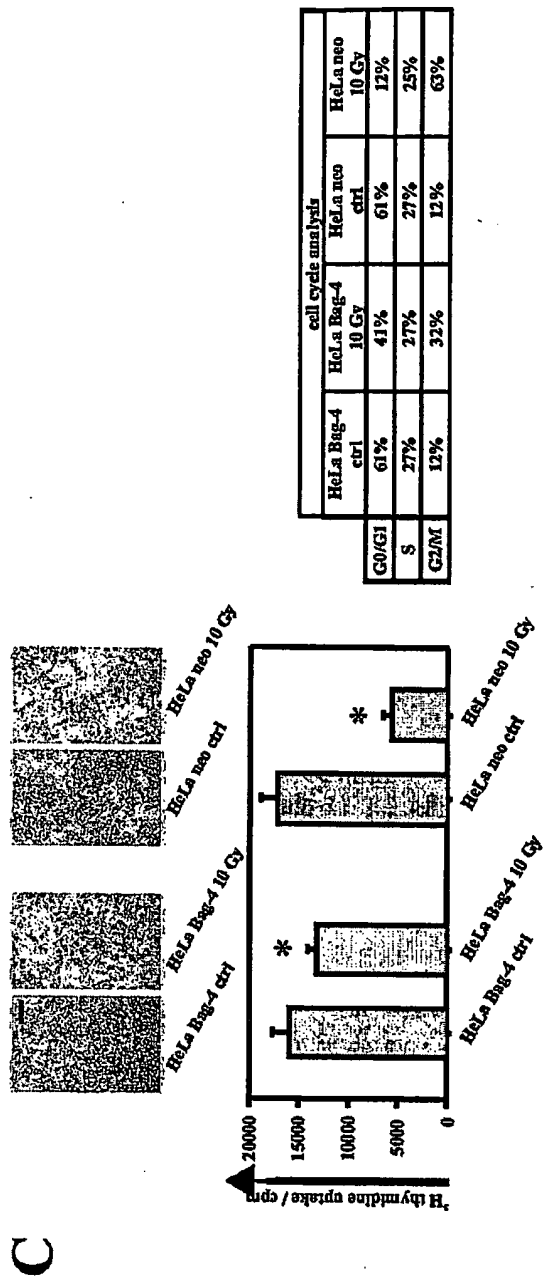 C
HeLa Bag-4 ctrl
HeLa Bag-4 10 Gy
HeLa neo ctrl
HeLa neo 10 Gy
³H thymidine uptake / cpm
20000
15000
10000
5000
0
*
*
HeLa Bag-4 ctrl
HeLa Bag-4 10 Gy
HeLa neo ctrl
HeLa neo 10 Gy
cell cycle analysis
HeLa Bag-4 ctrl HeLa Bag-4 10 Gy HeLa neo ctrl HeLa neo 10 Gy
G0/G1 61% 41% 61% 12%
S 27% 27% 27% 25%
G2/M 12% 32% 12% 63%